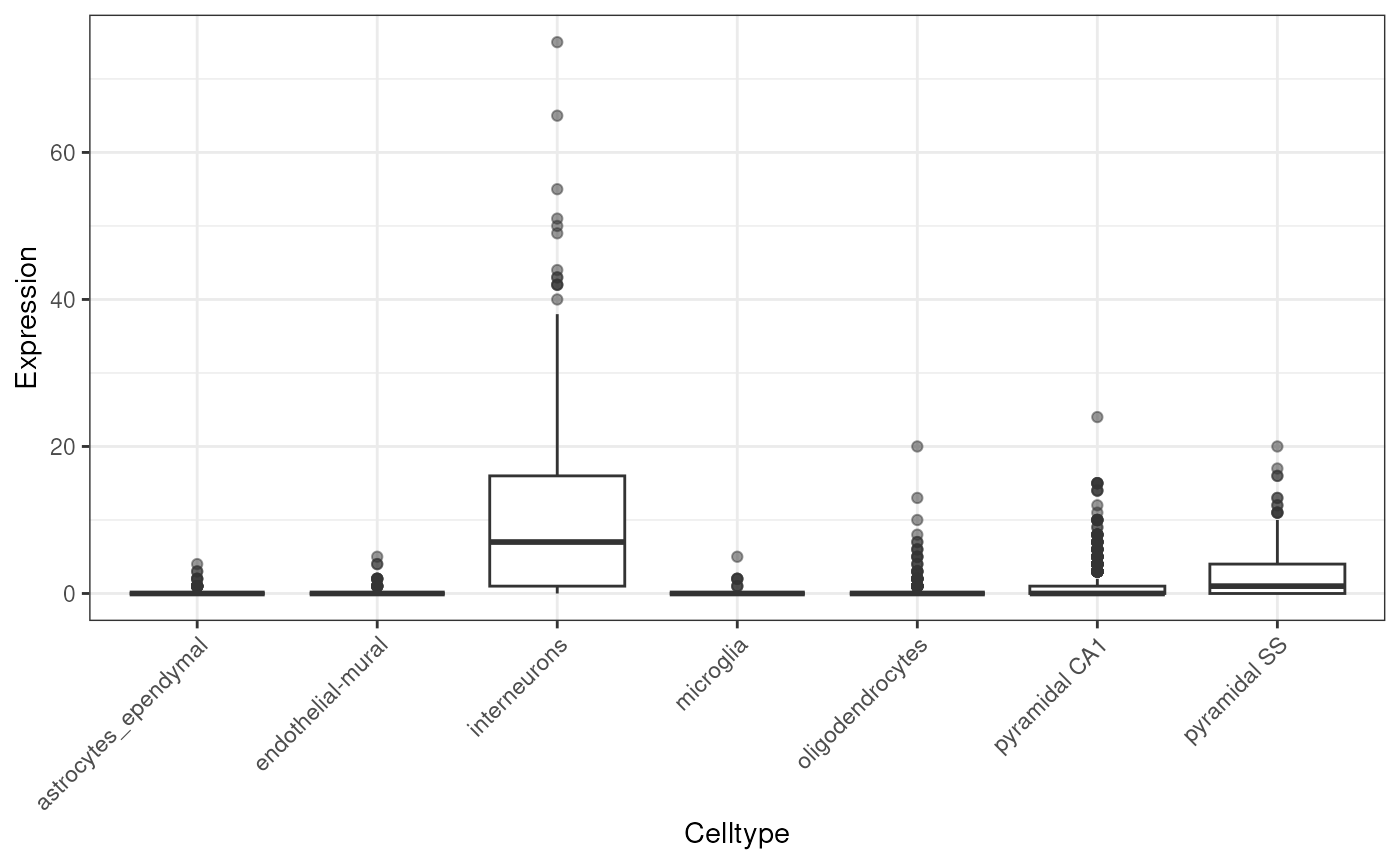 Expression
60
40
20
0
astrocytes_ependymal
endothelial-mural
interneurons
microglia
oligodendrocytes
pyramidal CA1
pyramidal SS
Celltype